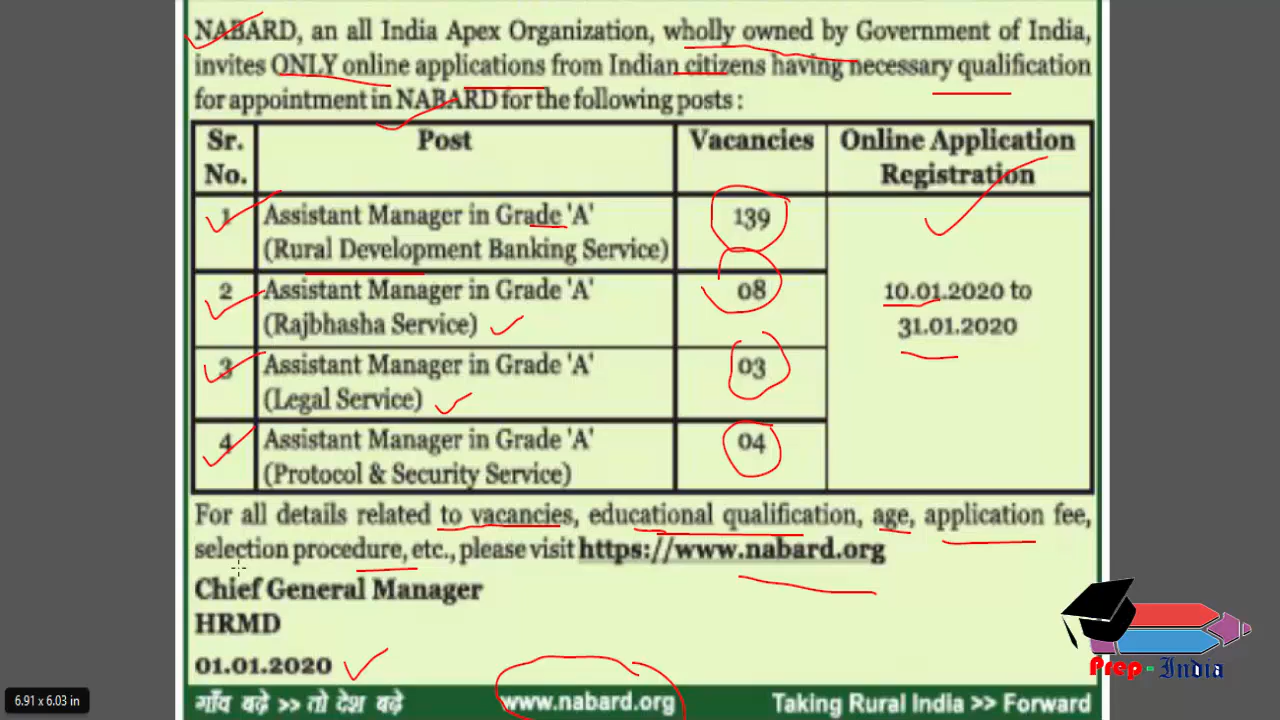 NABARD, an all India Apex Organization, wholly owned by Government of India,
invites ONLY online applications from Indian citizens having necessary qualification
for appointment in NABARD for the following posts :
Sr. No. Post Vacancies Online Application Registration
1 Assistant Manager in Grade 'A' 139
(Rural Development Banking Service)
2 Assistant Manager in Grade 'A' 08 10.01.2020 to
(Rajbhasha Service) 31.01.2020
3 Assistant Manager in Grade 'A' 03
(Legal Service)
4 Assistant Manager in Grade 'A' 04
(Protocol & Security Service)
For all details related to vacancies, educational qualification, age, application fee,
selection procedure, etc., please visit https://www.nabard.org
Chief General Manager
HRMD
01.01.2020
गाँव बढ़े >> तो देश बढ़े www.nabard.org Taking Rural India >> Forward
Prep-India
6.91 x 6.03 in